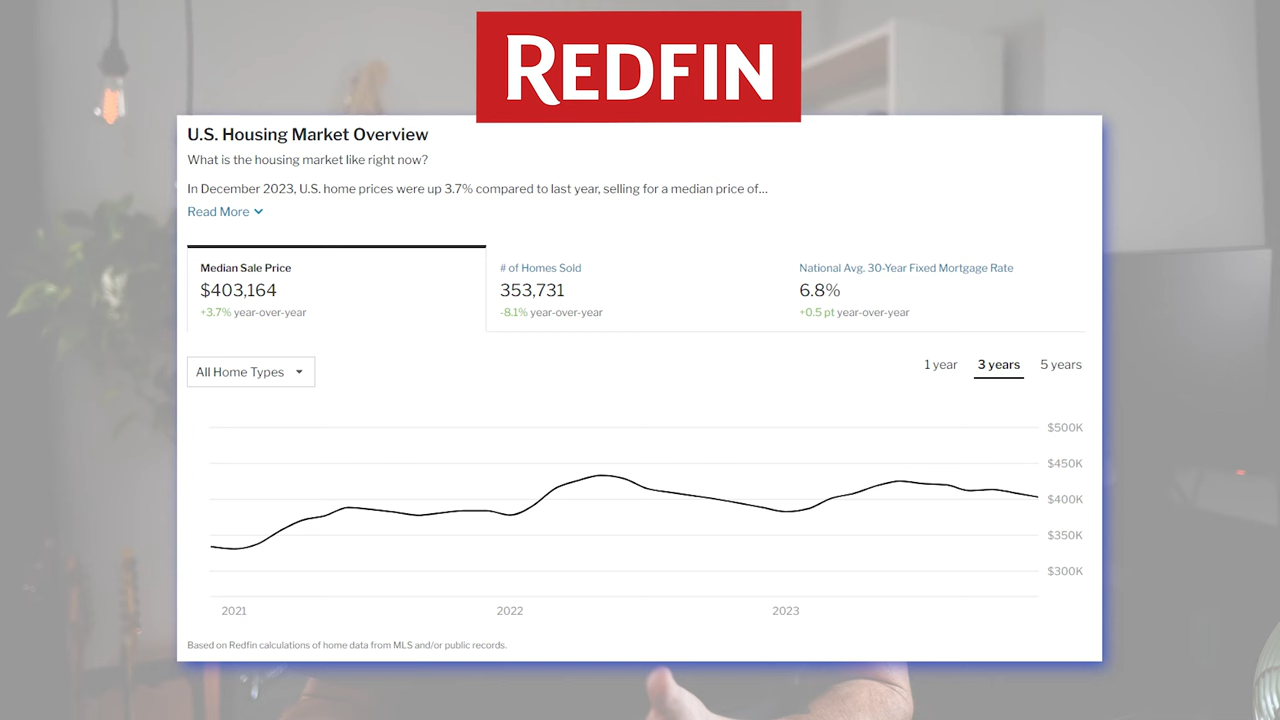 REDFIN
U.S. Housing Market Overview
What is the housing market like right now?
In December 2023, U.S. home prices were up 3.7% compared to last year, selling for a median price of...
Read More
Median Sale Price
$403,164
+3.7% year-over-year
# of Homes Sold
353,731
-8.1% year-over-year
National Avg. 30-Year Fixed Mortgage Rate
6.8%
+0.5 pt year-over-year
All Home Types
1 year 3 years 5 years
$500K
$450K
$400K
$350K
$300K
2021 2022 2023
Based on Redfin calculations of home data from MLS and/or public records.